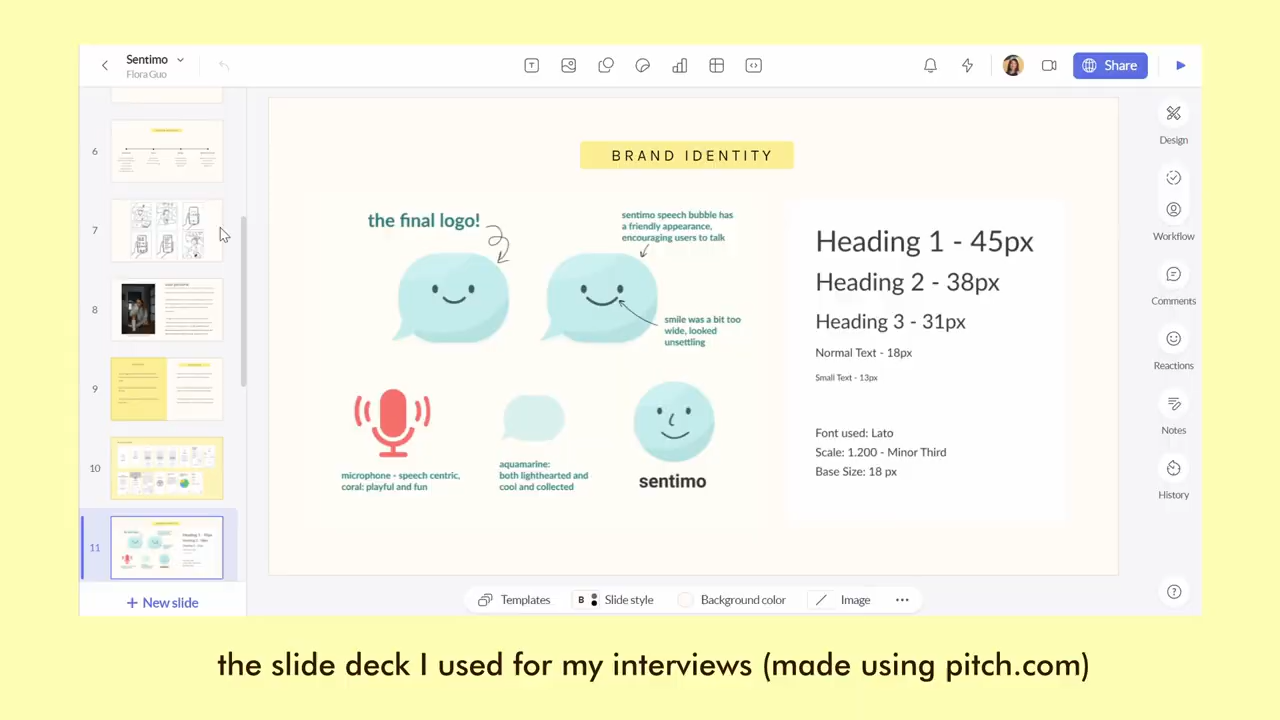 Sentimo
Flora Guo
Share
6
7
8
9
10
11
+ New slide
BRAND IDENTITY
the final logo!
sentimo speech bubble has
a friendly appearance,
encouraging users to talk
smile was a bit too
wide, looked
unsettling
microphone - speech centric,
coral: playful and fun
aquamarine:
both lighthearted and
cool and collected
sentimo
Heading 1 - 45px
Heading 2 - 38px
Heading 3 - 31px
Normal Text - 18px
Small Text - 13px
Font used: Lato
Scale: 1.200 - Minor Third
Base Size: 18 px
Design
Workflow
Comments
Reactions
Notes
History
?
Templates
B
Slide style
Background color
Image
the slide deck I used for my interviews (made using pitch.com)